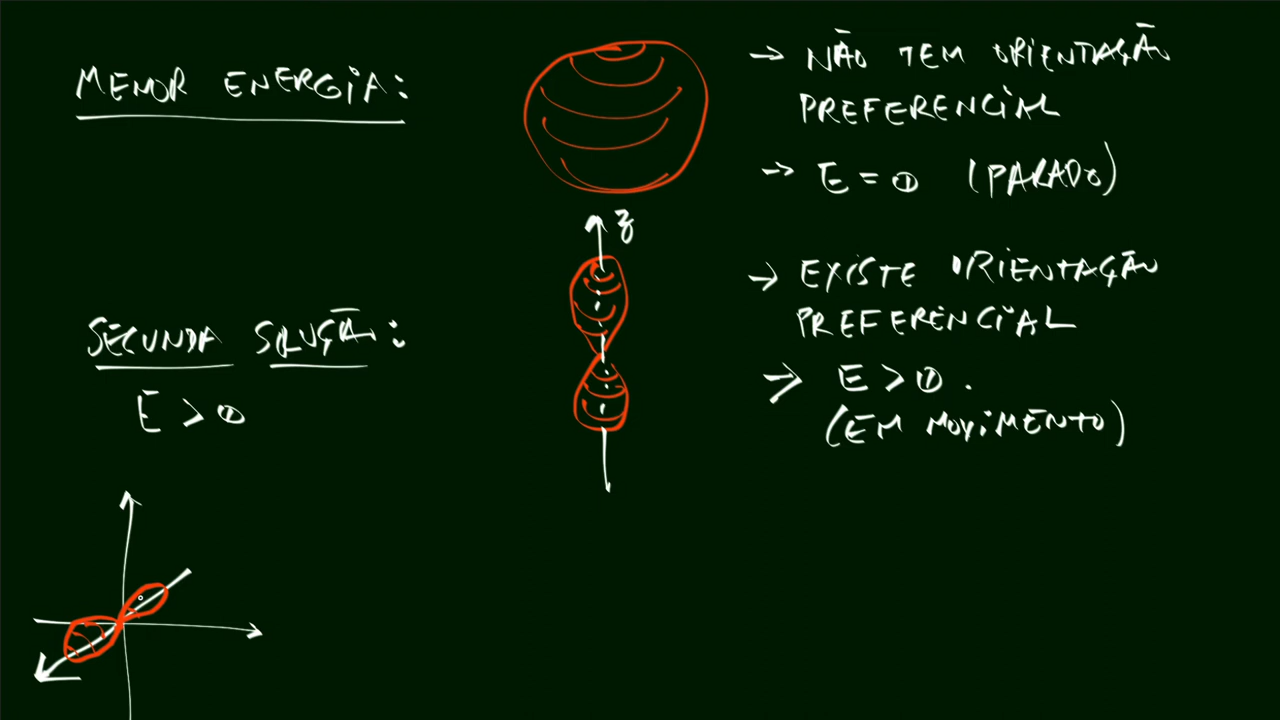 MENOR ENERGIA:
→ NÃO TEM ORIENTAÇÃO
PREFERENCIAL
→ E = 0 (PARADO)
z
SEGUNDA SOLUÇÃO:
E > 0
→ EXISTE ORIENTAÇÃO
PREFERENCIAL
→ E > 0.
(EM MOVIMENTO)